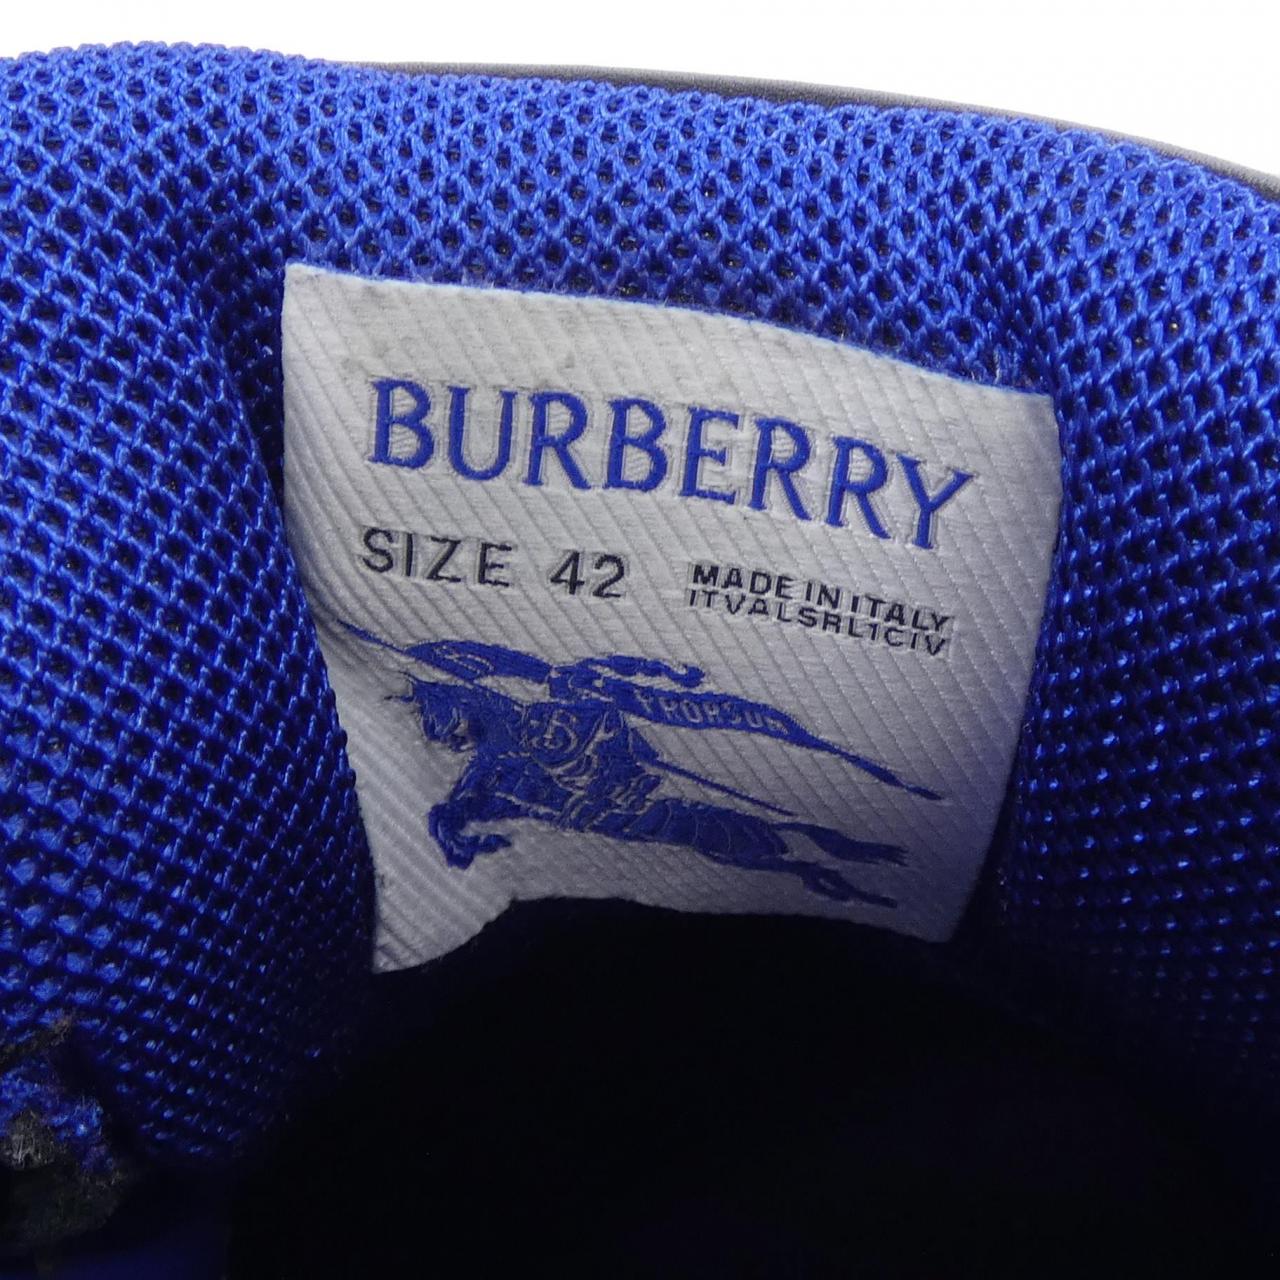 BURBERRY
SIZE 42
MADE IN ITALY
ITVALSRL1CIV
PRORSUM